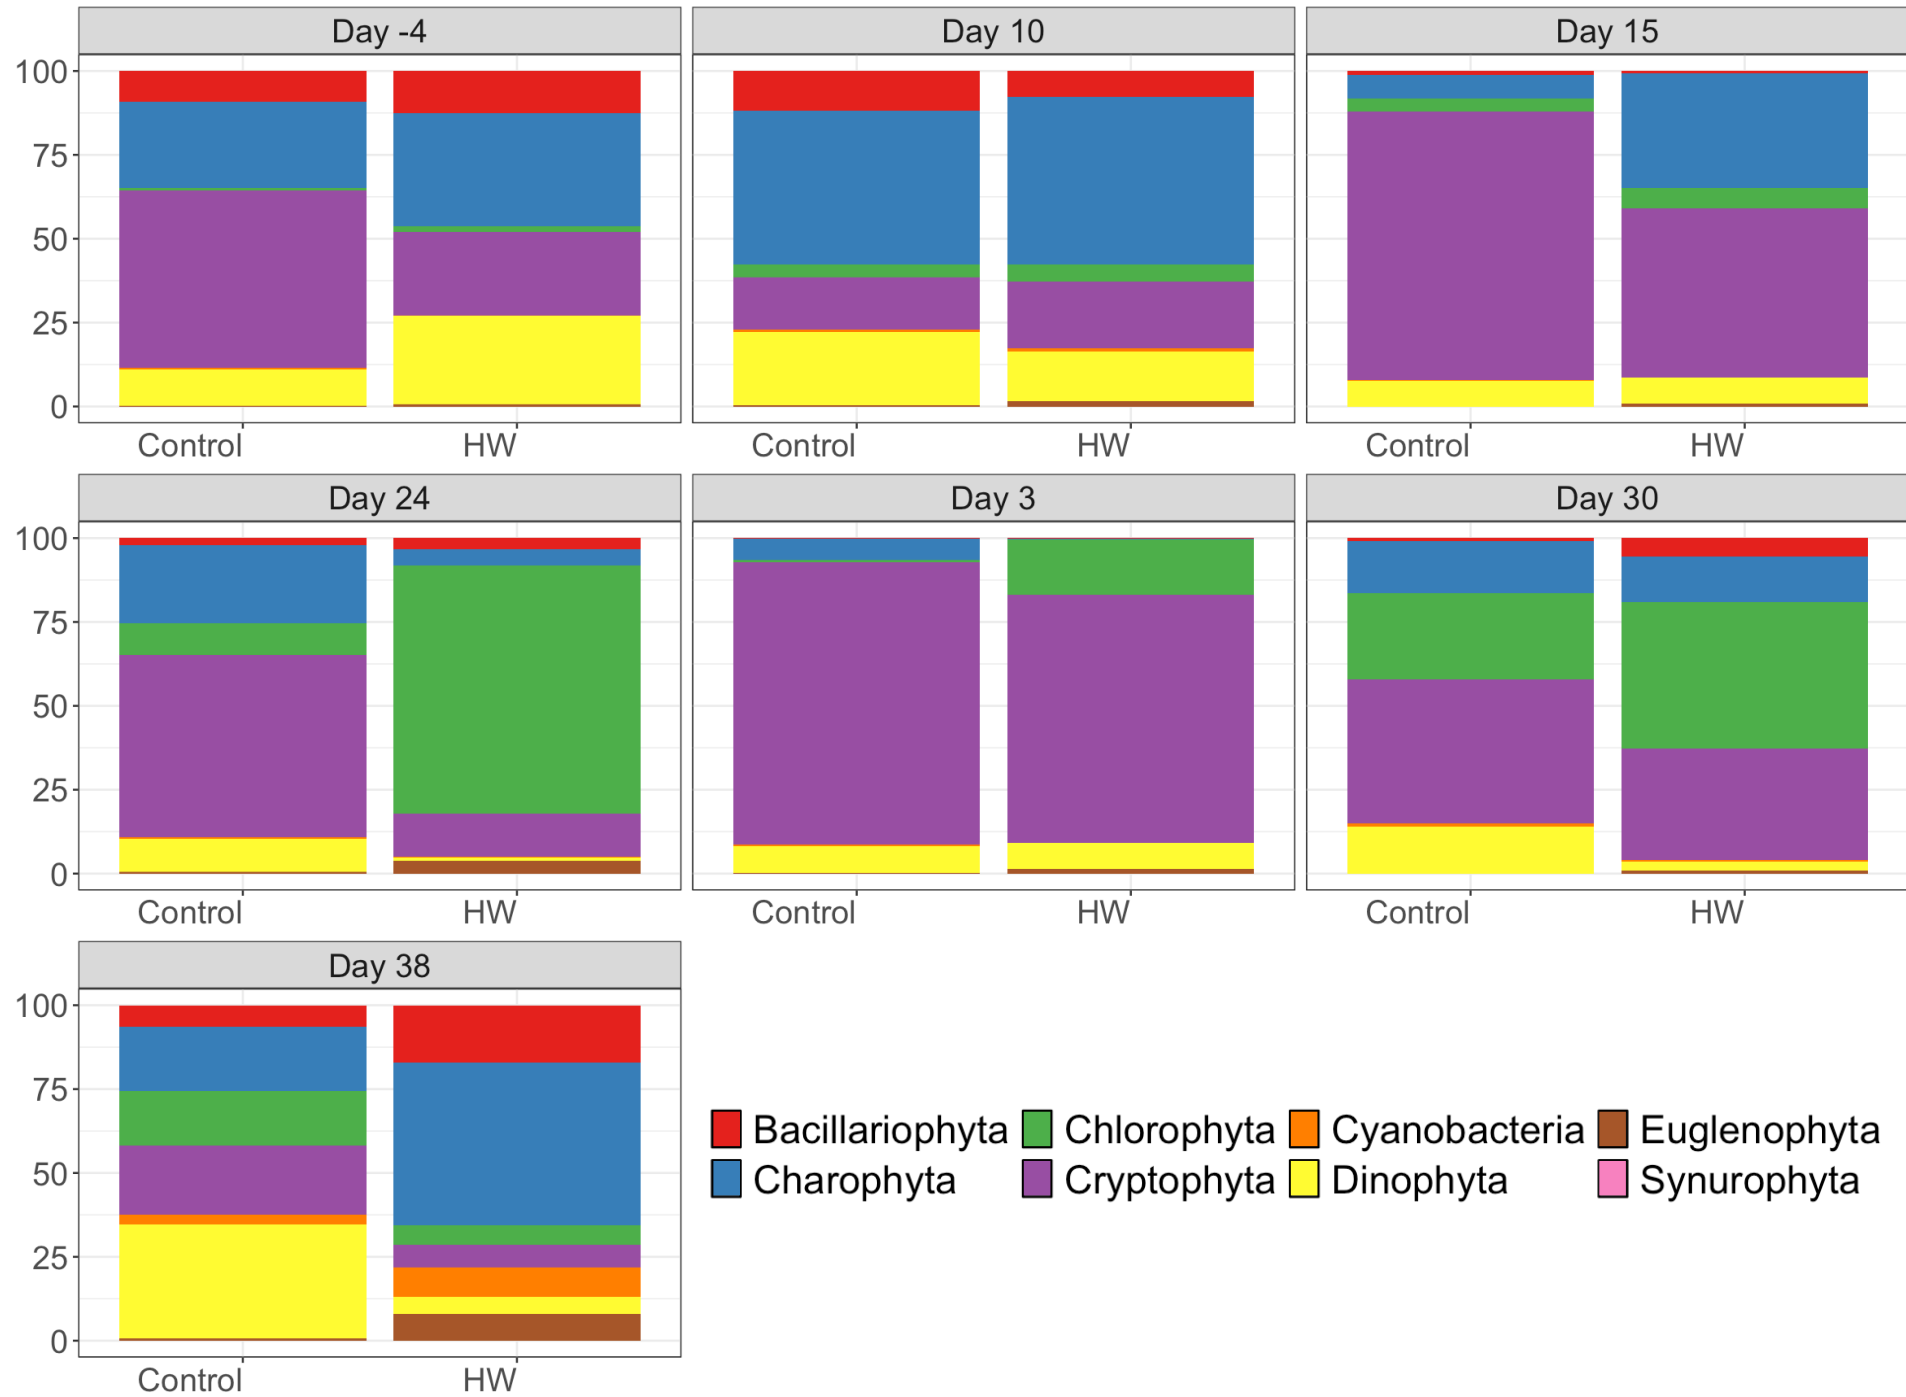 Day -4
Day 10
Day 15
100
75
50
25
0
Control HW
Control HW
Control HW
Day 24
Day 3
Day 30
100
75
50
25
0
Control HW
Control HW
Control HW
Day 38
100
75
50
25
0
Control HW
Bacillariophyta Chlorophyta Cyanobacteria Euglenophyta
Charophyta Cryptophyta Dinophyta Synurophyta